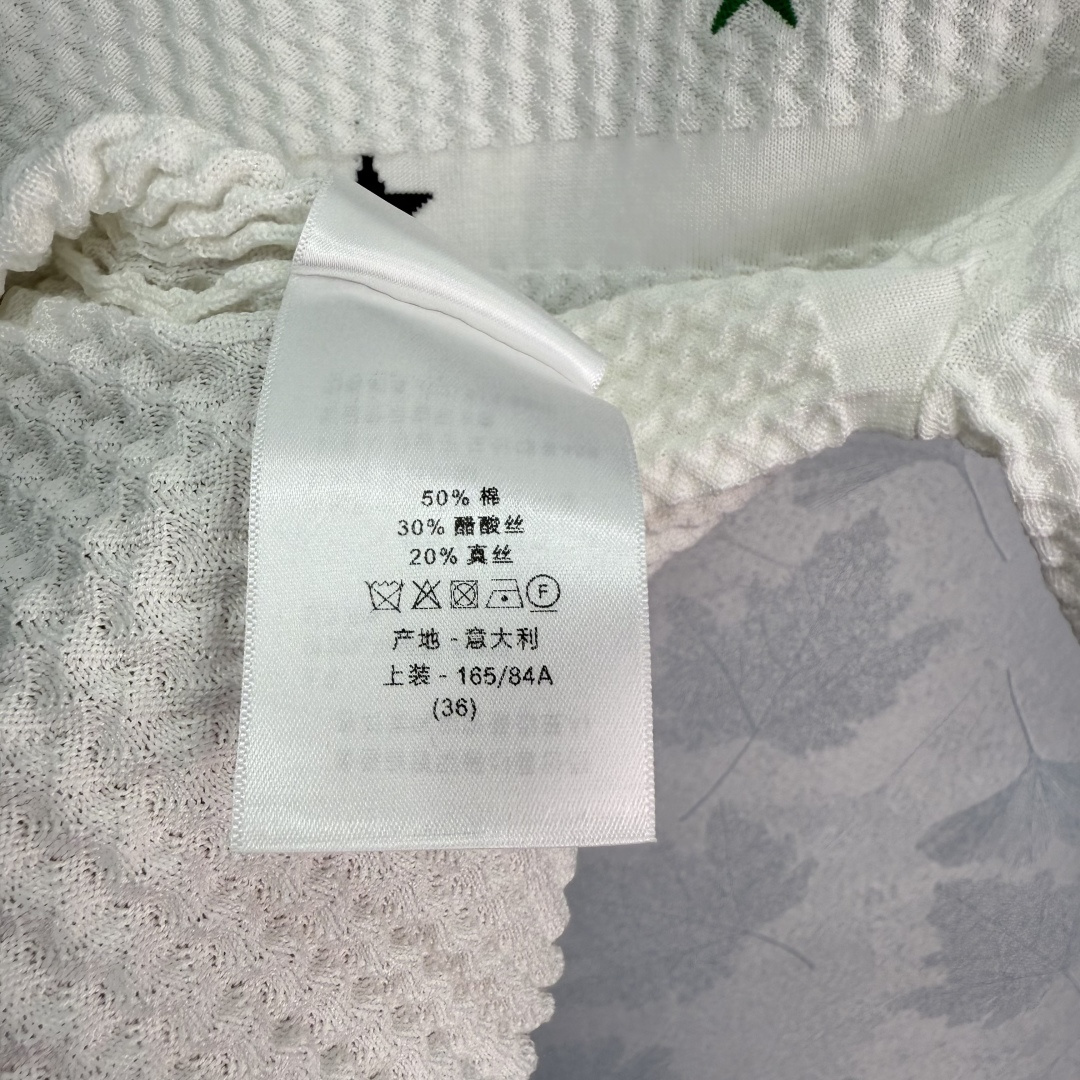 50% 棉
30% 醋酸丝
20% 真丝
F
产地 - 意大利
上装 - 165/84A
(36)